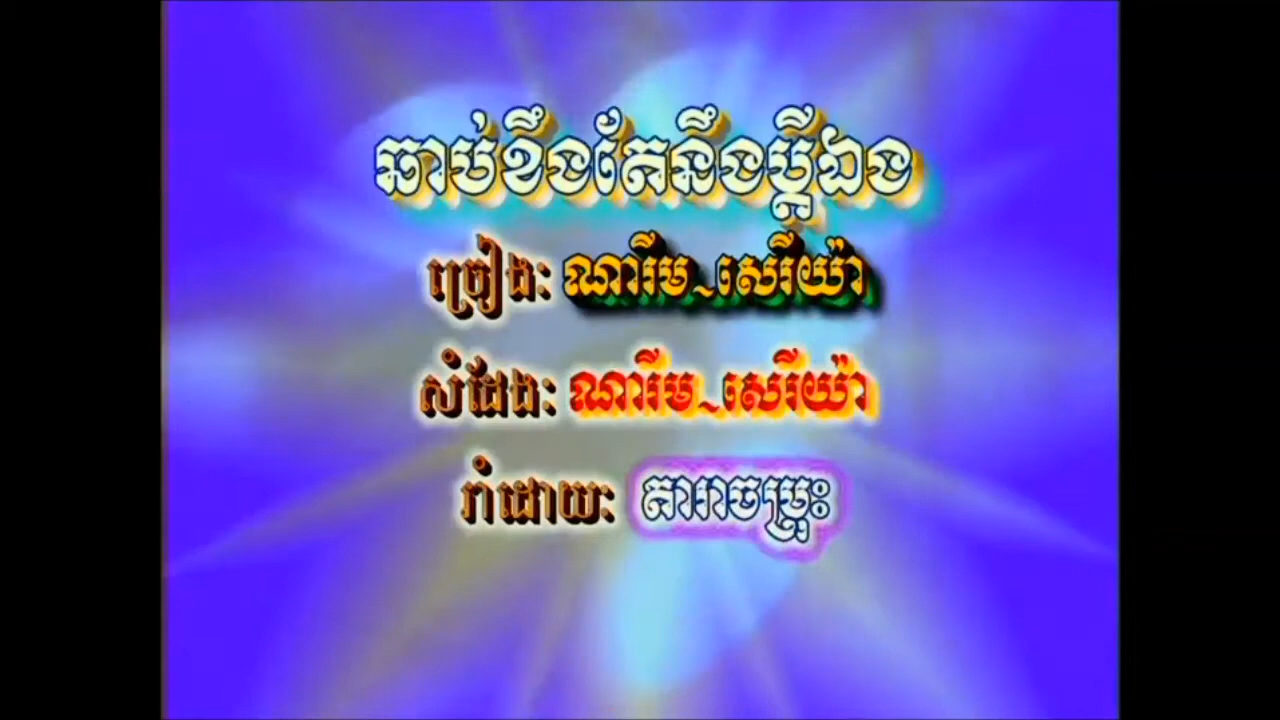 ឆាប់ខឹងតែនឹងប្ដីឯង
ច្រៀងៈ ណារីម_សេរីយ៉ា
សំដែងៈ ណារីម_សេរីយ៉ា
រាំដោយៈ តារាចម្រុះ